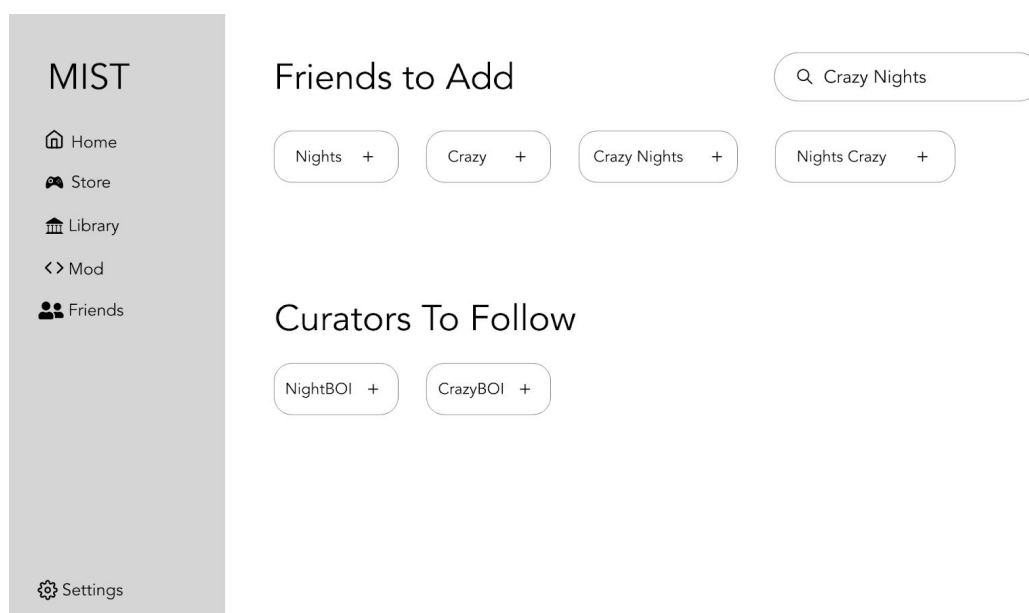 MIST
Home
Store
Library
Mod
Friends
Settings
Friends to Add
Crazy Nights
Nights +
Crazy +
Crazy Nights +
Nights Crazy +
Curators To Follow
NightBOI +
CrazyBOI +